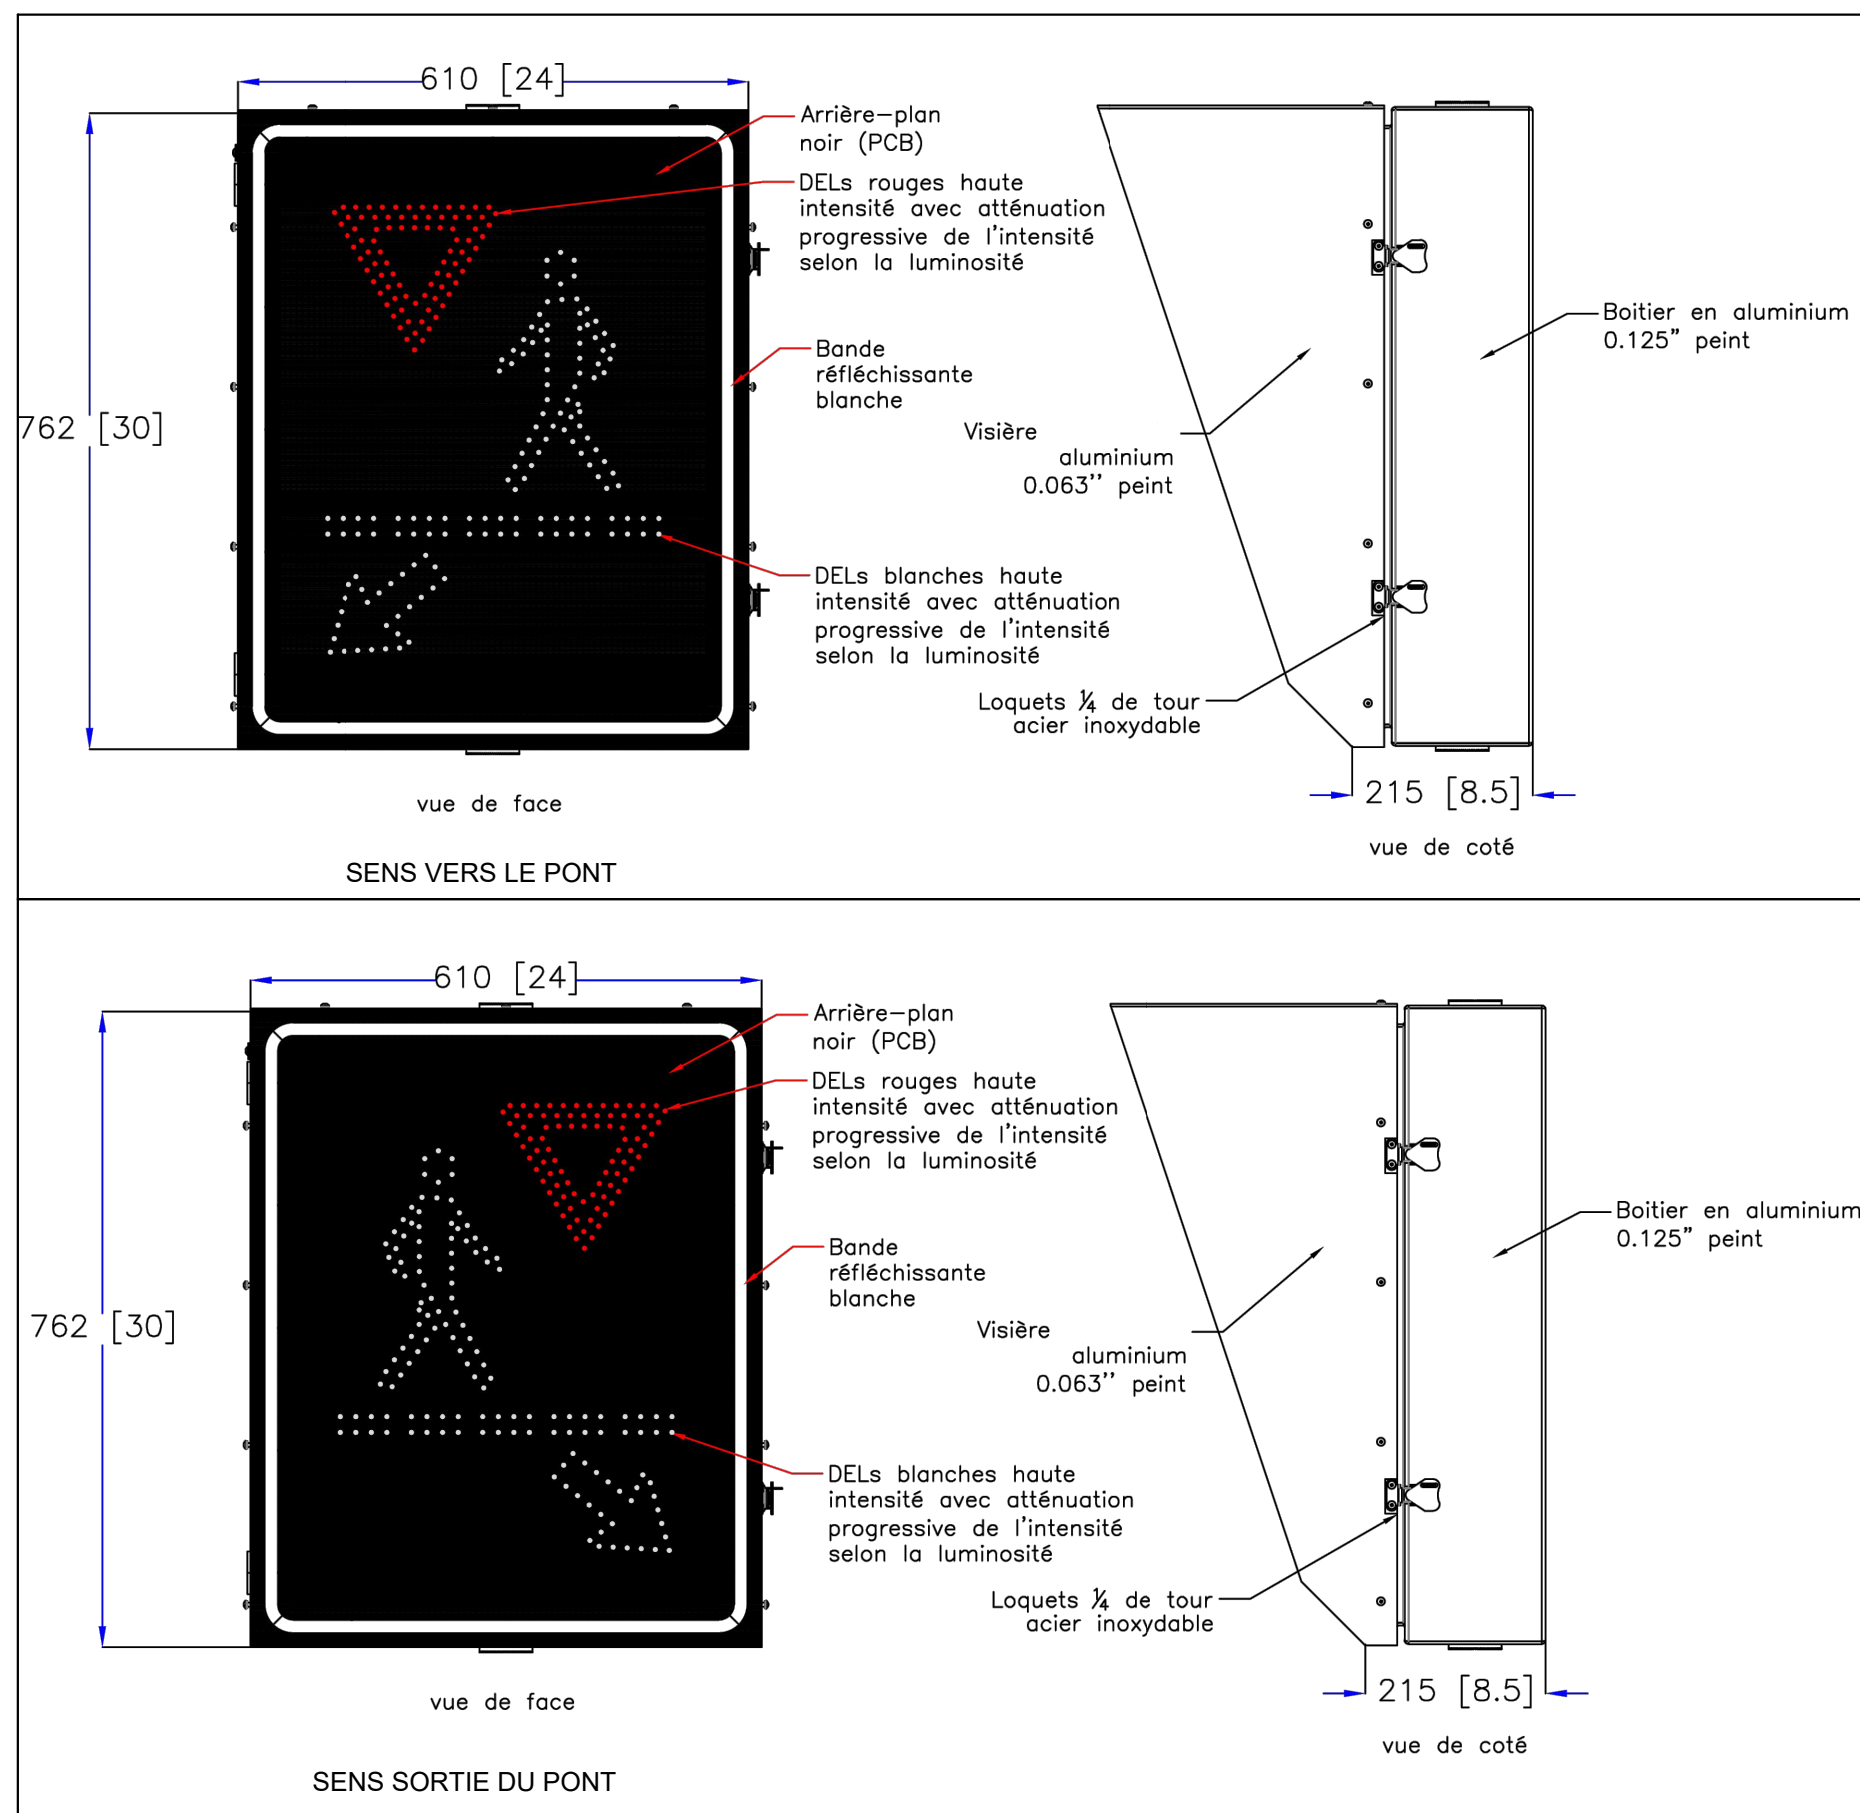 610 [24]
Arrière-plan
noir (PCB)
DELs rouges haute
intensité avec atténuation
progressive de l'intensité
selon la luminosité
Bande
réfléchissante
blanche
762 [30]
DELs blanches haute
intensité avec atténuation
progressive de l'intensité
selon la luminosité
vue de face
SENS VERS LE PONT
Boitier en aluminium
0.125" peint
Visière
aluminium
0.063'' peint
Loquets ¼ de tour
acier inoxydable
215 [8.5]
vue de coté
610 [24]
Arrière-plan
noir (PCB)
DELs rouges haute
intensité avec atténuation
progressive de l'intensité
selon la luminosité
Bande
réfléchissante
blanche
762 [30]
DELs blanches haute
intensité avec atténuation
progressive de l'intensité
selon la luminosité
vue de face
SENS SORTIE DU PONT
Boitier en aluminium
0.125" peint
Visière
aluminium
0.063'' peint
Loquets ¼ de tour
acier inoxydable
215 [8.5]
vue de coté